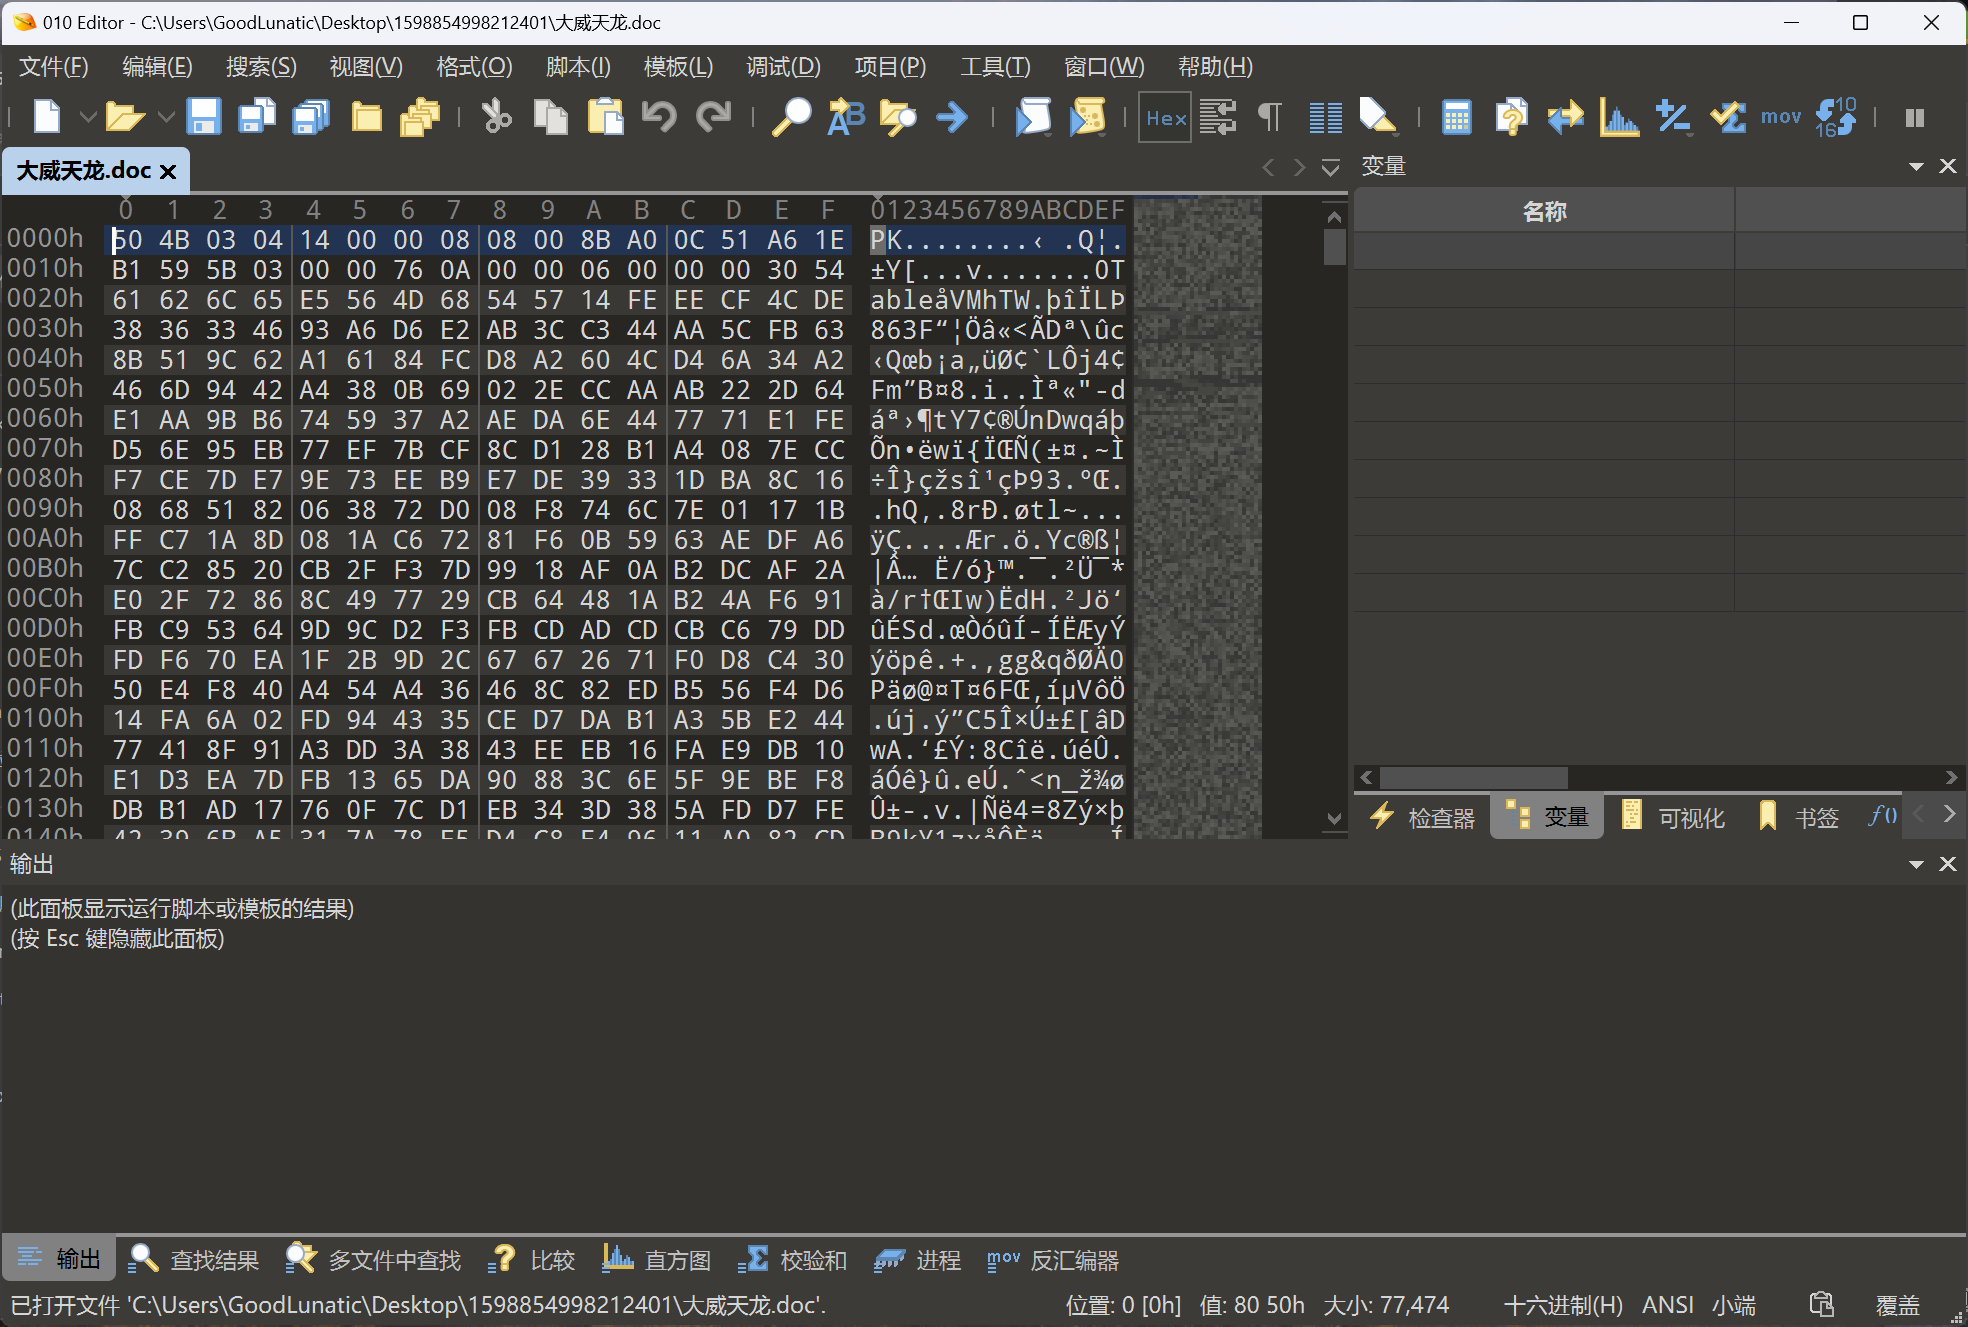 010 Editor - C:\Users\GoodLunatic\Desktop\1598854998212401\大威天龙.doc
文件(F) 编辑(E) 搜索(S) 视图(V) 格式(O) 脚本(I) 模板(L) 调试(D) 项目(P) 工具(T) 窗口(W) 帮助(H)
Hex mov 10 16
大威天龙.doc
变量
名称
0 1 2 3 4 5 6 7 8 9 A B C D E F 0123456789ABCDEF
0000h 50 4B 03 04 14 00 00 08 08 00 8B A0 0C 51 A6 1E PK........‹ .Q¦.
0010h B1 59 5B 03 00 00 76 0A 00 00 06 00 00 00 30 54 ±Y[...v.......0T
0020h 61 62 6C 65 E5 56 4D 68 54 57 14 FE EE CF 4C DE ableåVMhTW.þîÏLÞ
0030h 38 36 33 46 93 A6 D6 E2 AB 3C C3 44 AA 5C FB 63 863F“¦Öâ«<ÃDª\ûc
0040h 8B 51 9C 62 A1 61 84 FC D8 A2 60 4C D4 6A 34 A2 ‹Qœb¡a„üØ¢`LÔj4¢
0050h 46 6D 94 42 A4 38 0B 69 02 2E CC AA AB 22 2D 64 Fm”B¤8.i..Ìª«"-d
0060h E1 AA 9B B6 74 59 37 A2 AE DA 6E 44 77 71 E1 FE áª›¶tY7¢®ÚnDwqáþ
0070h D5 6E 95 EB 77 EF 7B CF 8C D1 28 B1 A4 08 7E CC Õn•ëwï{ÏŒÑ(±¤.~Ì
0080h F7 CE 7D E7 9E 73 EE B9 E7 DE 39 33 1D BA 8C 16 ÷Î}çžsî¹çÞ93.ºŒ.
0090h 08 68 51 82 06 38 72 D0 08 F8 74 6C 7E 01 17 1B .hQ‚.8rÐ.øtl~...
00A0h FF C7 1A 8D 08 1A C6 72 81 F6 0B 59 63 AE DF A6 ÿÇ....Ær.ö.Yc®ß¦
00B0h 7C C2 85 20 CB 2F F3 7D 99 18 AF 0A B2 DC AF 2A |Â… Ë/ó}™.¯.²Ü¯*
00C0h E0 2F 72 86 8C 49 77 29 CB 64 48 1A B2 4A F6 91 à/r†ŒIw)ËdH.²Jö‘
00D0h FB C9 53 64 9D 9C D2 F3 FB CD AD CD CB C6 79 DD ûÉSd.œÒóûÍ-ÍËÆyÝ
00E0h FD F6 70 EA 1F 2B 9D 2C 67 67 26 71 F0 D8 C4 30 ýöpê.+.,gg&qðØÄ0
00F0h 50 E4 F8 40 A4 54 A4 36 46 8C 82 ED B5 56 F4 D6 Päø@¤T¤6FŒ‚íµVôÖ
0100h 14 FA 6A 02 FD 94 43 35 CE D7 DA B1 A3 5B E2 44 .új.ý”C5Î×Ú±£[âD
0110h 77 41 8F 91 A3 DD 3A 38 43 EE EB 16 FA E9 DB 10 wA.‘£Ý:8Cîë.úéÛ.
0120h E1 D3 EA 7D FB 13 65 DA 90 88 3C 6E 5F 9E BE F8 áÓê}û.eÚ.ˆ<n_ž¾ø
0130h DB B1 AD 17 76 0F 7C D1 EB 34 3D 38 5A FD D7 FE Û±-.v.|Ñë4=8Zý×þ
检查器 变量 可视化 书签 f()
输出
(此面板显示运行脚本或模板的结果)
(按 Esc 键隐藏此面板)
输出 查找结果 多文件中查找 比较 直方图 校验和 进程 mov 反汇编器
已打开文件 'C:\Users\GoodLunatic\Desktop\1598854998212401\大威天龙.doc'. 位置: 0 [0h] 值: 80 50h 大小: 77,474 十六进制(H) ANSI 小端 覆盖